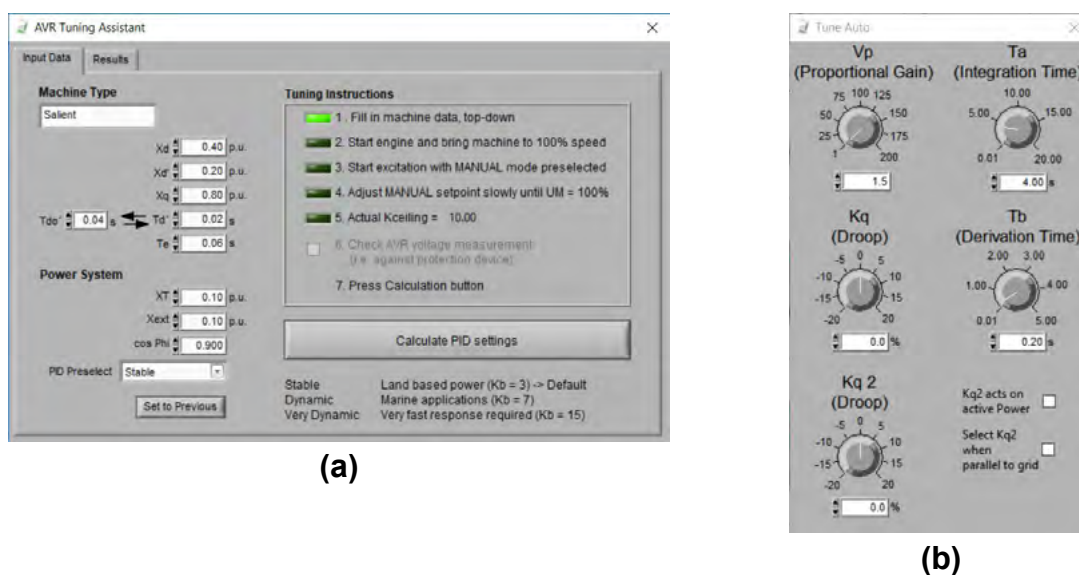 AVR Tuning Assistant
Input Data Results
Machine Type
Salient
Xd 0.40 p.u.
Xd' 0.20 p.u.
Xq 0.80 p.u.
Tdo' 0.04 s Td' 0.02 s
Te 0.06 s
Power System
XT 0.10 p.u.
Xext 0.10 p.u.
cos Phi 0.900
PID Preselect Stable
Set to Previous
Tuning Instructions
1. Fill in machine data, top-down
2. Start engine and bring machine to 100% speed
3. Start excitation with MANUAL mode preselected
4. Adjust MANUAL setpoint slowly until UM = 100%
5. Actual Kceiling = 10.00
6. Check AVR voltage measurement
(i.e. against protection device)
7. Press Calculation button
Calculate PID settings
Stable Land based power (Kb = 3) -> Default
Dynamic Marine applications (Kb = 7)
Very Dynamic Very fast response required (Kb = 15)
(a)
Tune Auto
Vp
(Proportional Gain)
75 100 125
50 150
25 175
1 200
1.5
Ta
(Integration Time)
10.00
5.00 15.00
0.01 20.00
4.00 s
Kq
(Droop)
-5 0 5
-10 10
-15 15
-20 20
0.0 %
Tb
(Derivation Time)
2.00 3.00
1.00 4.00
0.01 5.00
0.20 s
Kq 2
(Droop)
-5 0 5
-10 10
-15 15
-20 20
0.0 %
Kq2 acts on
active Power
Select Kq2
when
parallel to grid
(b)